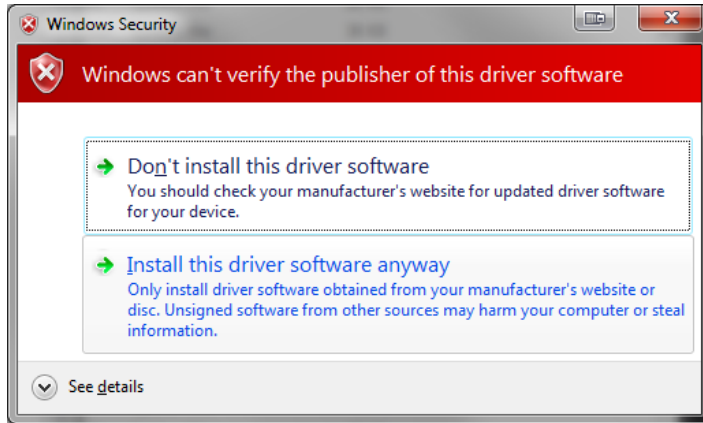 Windows Security
Windows can't verify the publisher of this driver software
Don't install this driver software
You should check your manufacturer's website for updated driver software
for your device.
Install this driver software anyway
Only install driver software obtained from your manufacturer's website or
disc. Unsigned software from other sources may harm your computer or steal
information.
See details